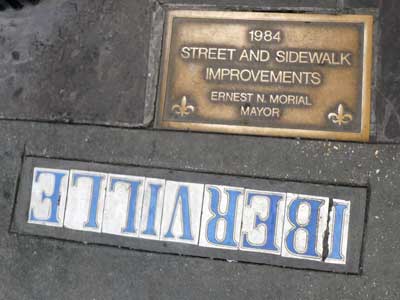 1984
STREET AND SIDEWALK
IMPROVEMENTS
ERNEST N. MORIAL
MAYOR
IBERVILLE